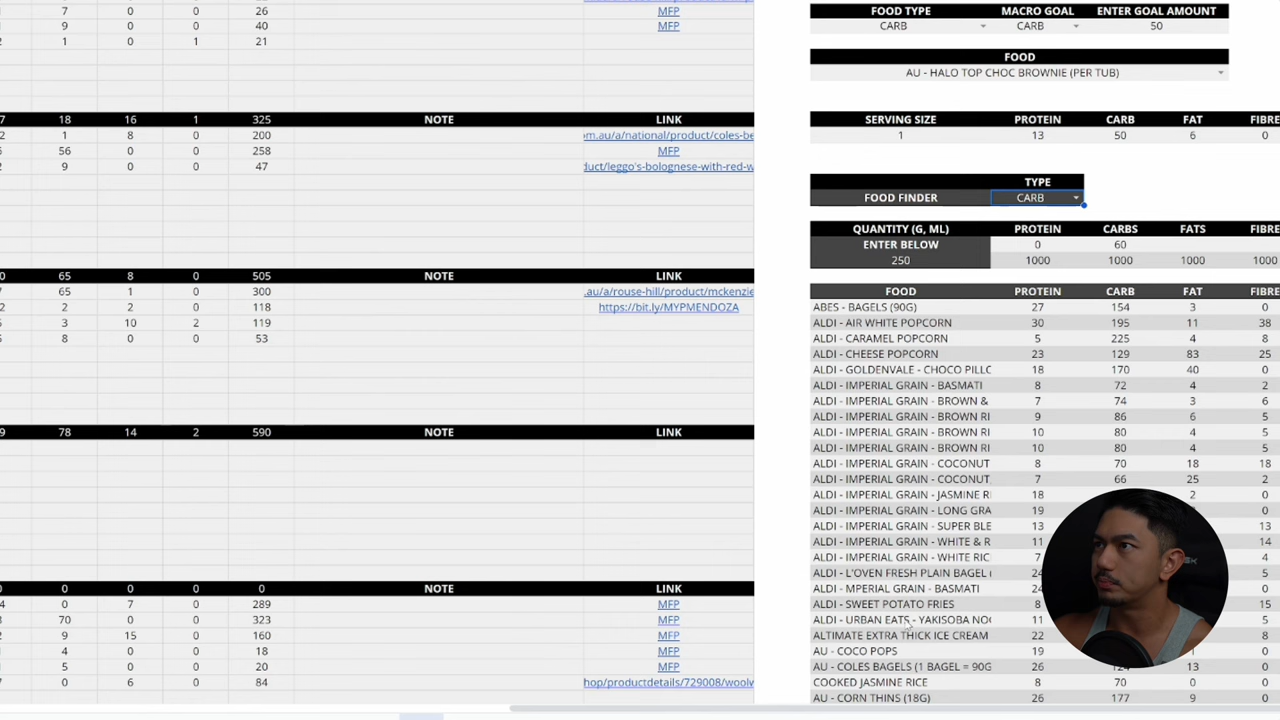 7 0 26 MFP
9 0 40 MFP
1 0 1 21
7 18 16 1 325 NOTE LINK
2 1 8 0 200 om.au/a/national/product/coles-be
56 0 0 258 MFP
2 9 0 0 47 duct/leggo's-bolognese-with-red-w
0 65 8 0 505 NOTE LINK
7 65 1 0 300 .au/a/rouse-hill/product/mckenzie
2 2 2 0 118 https://bit.ly/MYPMENDOZA
3 10 2 119
8 0 0 53
9 78 14 2 590 NOTE LINK
0 0 0 0 0 NOTE LINK
4 0 7 0 289 MFP
70 0 0 323 MFP
2 9 15 0 160 MFP
4 0 0 18 MFP
5 0 0 20 MFP
7 0 6 0 84 hop/productdetails/729008/woolw
FOOD TYPE MACRO GOAL ENTER GOAL AMOUNT
CARB CARB 50
FOOD
AU - HALO TOP CHOC BROWNIE (PER TUB)
SERVING SIZE PROTEIN CARB FAT FIBRE
1 13 50 6 0
TYPE
FOOD FINDER CARB
QUANTITY (G, ML) PROTEIN CARBS FATS FIBRE
ENTER BELOW 0 60
250 1000 1000 1000 1000
FOOD PROTEIN CARB FAT FIBRE
ABES - BAGELS (90G) 27 154 3 0
ALDI - AIR WHITE POPCORN 30 195 11 38
ALDI - CARAMEL POPCORN 5 225 4 8
ALDI - CHEESE POPCORN 23 129 83 25
ALDI - GOLDENVALE - CHOCO PILLO 18 170 40 0
ALDI - IMPERIAL GRAIN - BASMATI 8 72 4 2
ALDI - IMPERIAL GRAIN - BROWN & 7 74 3 6
ALDI - IMPERIAL GRAIN - BROWN RI 9 86 6 5
ALDI - IMPERIAL GRAIN - BROWN RI 10 80 4 5
ALDI - IMPERIAL GRAIN - BROWN RI 10 80 4 5
ALDI - IMPERIAL GRAIN - COCONUT 8 70 18 18
ALDI - IMPERIAL GRAIN - COCONUT 7 66 25 2
ALDI - IMPERIAL GRAIN - JASMINE RI 18 2 0
ALDI - IMPERIAL GRAIN - LONG GRA 19 0
ALDI - IMPERIAL GRAIN - SUPER BLE 13 13
ALDI - IMPERIAL GRAIN - WHITE & R 11 14
ALDI - IMPERIAL GRAIN - WHITE RIC 7 4
ALDI - L'OVEN FRESH PLAIN BAGEL ( 24 5
ALDI - MPERIAL GRAIN - BASMATI 24 0
ALDI - SWEET POTATO FRIES 8 15
ALDI - URBAN EATS - YAKISOBA NOO 11 5
ALTIMATE EXTRA THICK ICE CREAM 22 8
AU - COCO POPS 19 1 0
AU - COLES BAGELS (1 BAGEL = 90G 26 124 13 0
COOKED JASMINE RICE 8 70 0 0
AU - CORN THINS (18G) 26 177 9 0